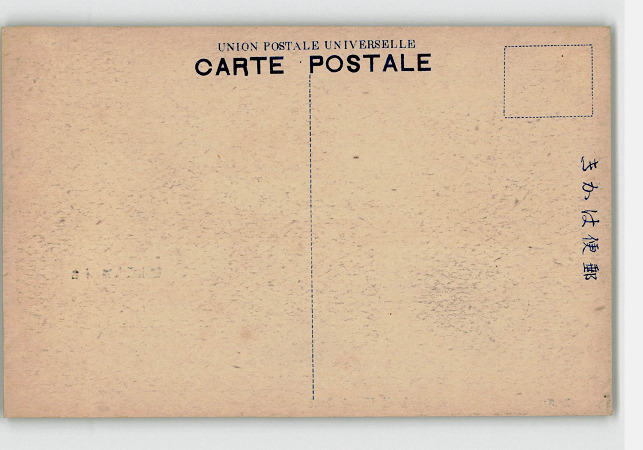 UNION POSTALE UNIVERSELLE
CARTE POSTALE
郵便はかき